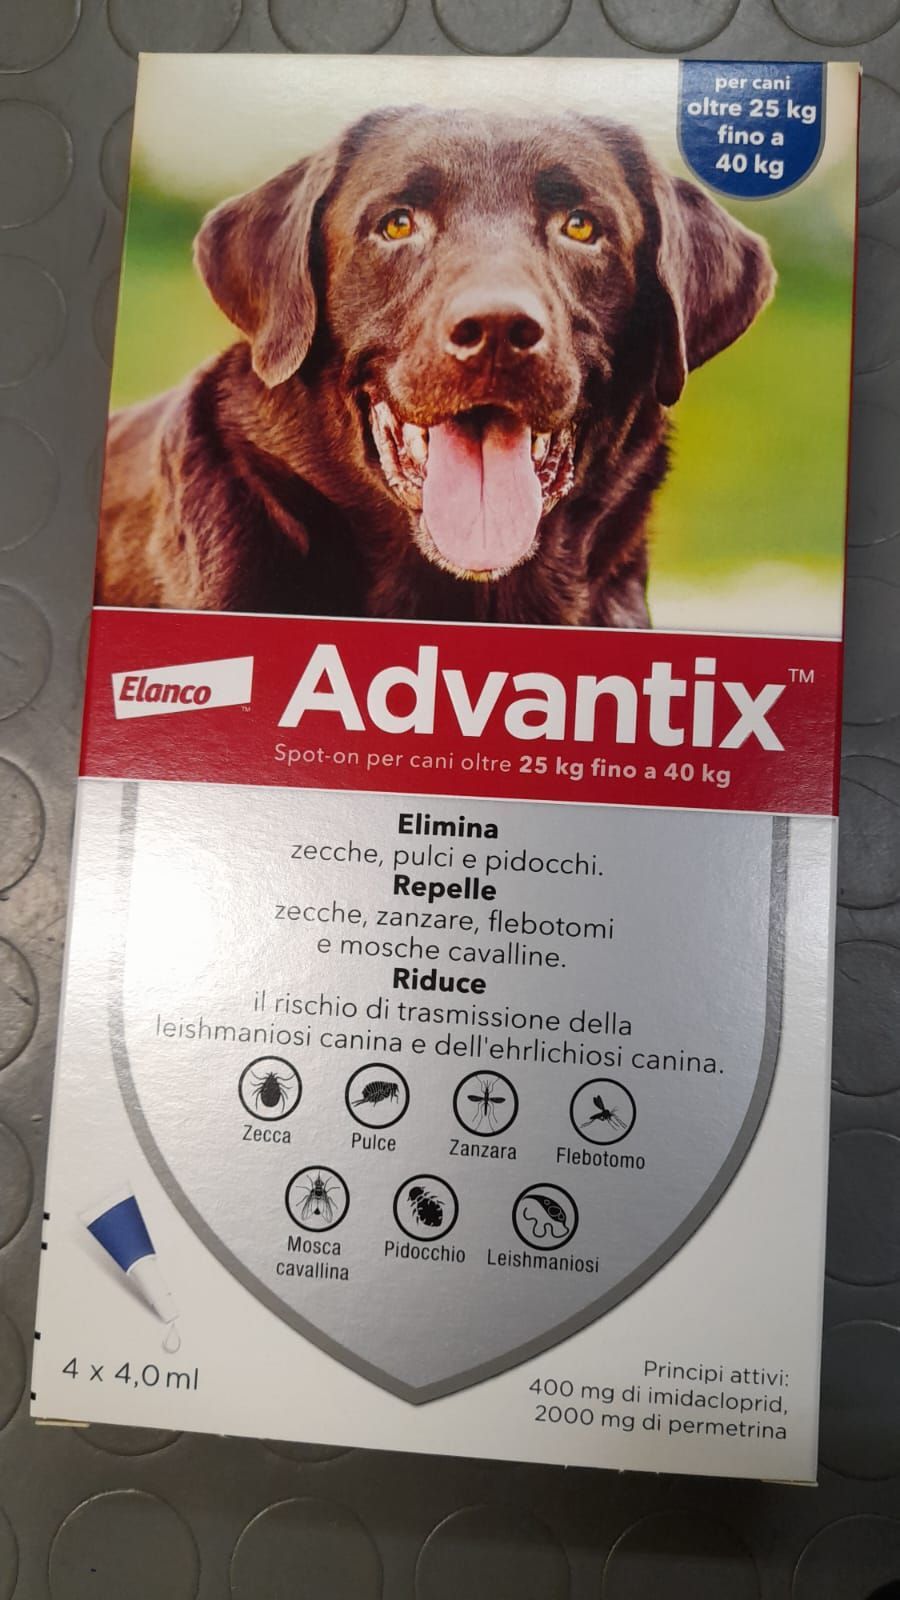 per cani
oltre 25 kg
fino a
40 kg
Elanco™
Advantix™
Spot-on per cani oltre 25 kg fino a 40 kg
Elimina
zecche, pulci e pidocchi.
Repelle
zecche, zanzare, flebotomi
e mosche cavalline.
Riduce
il rischio di trasmissione della
leishmaniosi canina e dell'ehrlichiosi canina.
Zecca
Pulce
Zanzara
Flebotomo
Mosca
cavallina
Pidocchio
Leishmaniosi
4 x 4,0 ml
Principi attivi:
400 mg di imidacloprid,
2000 mg di permetrina